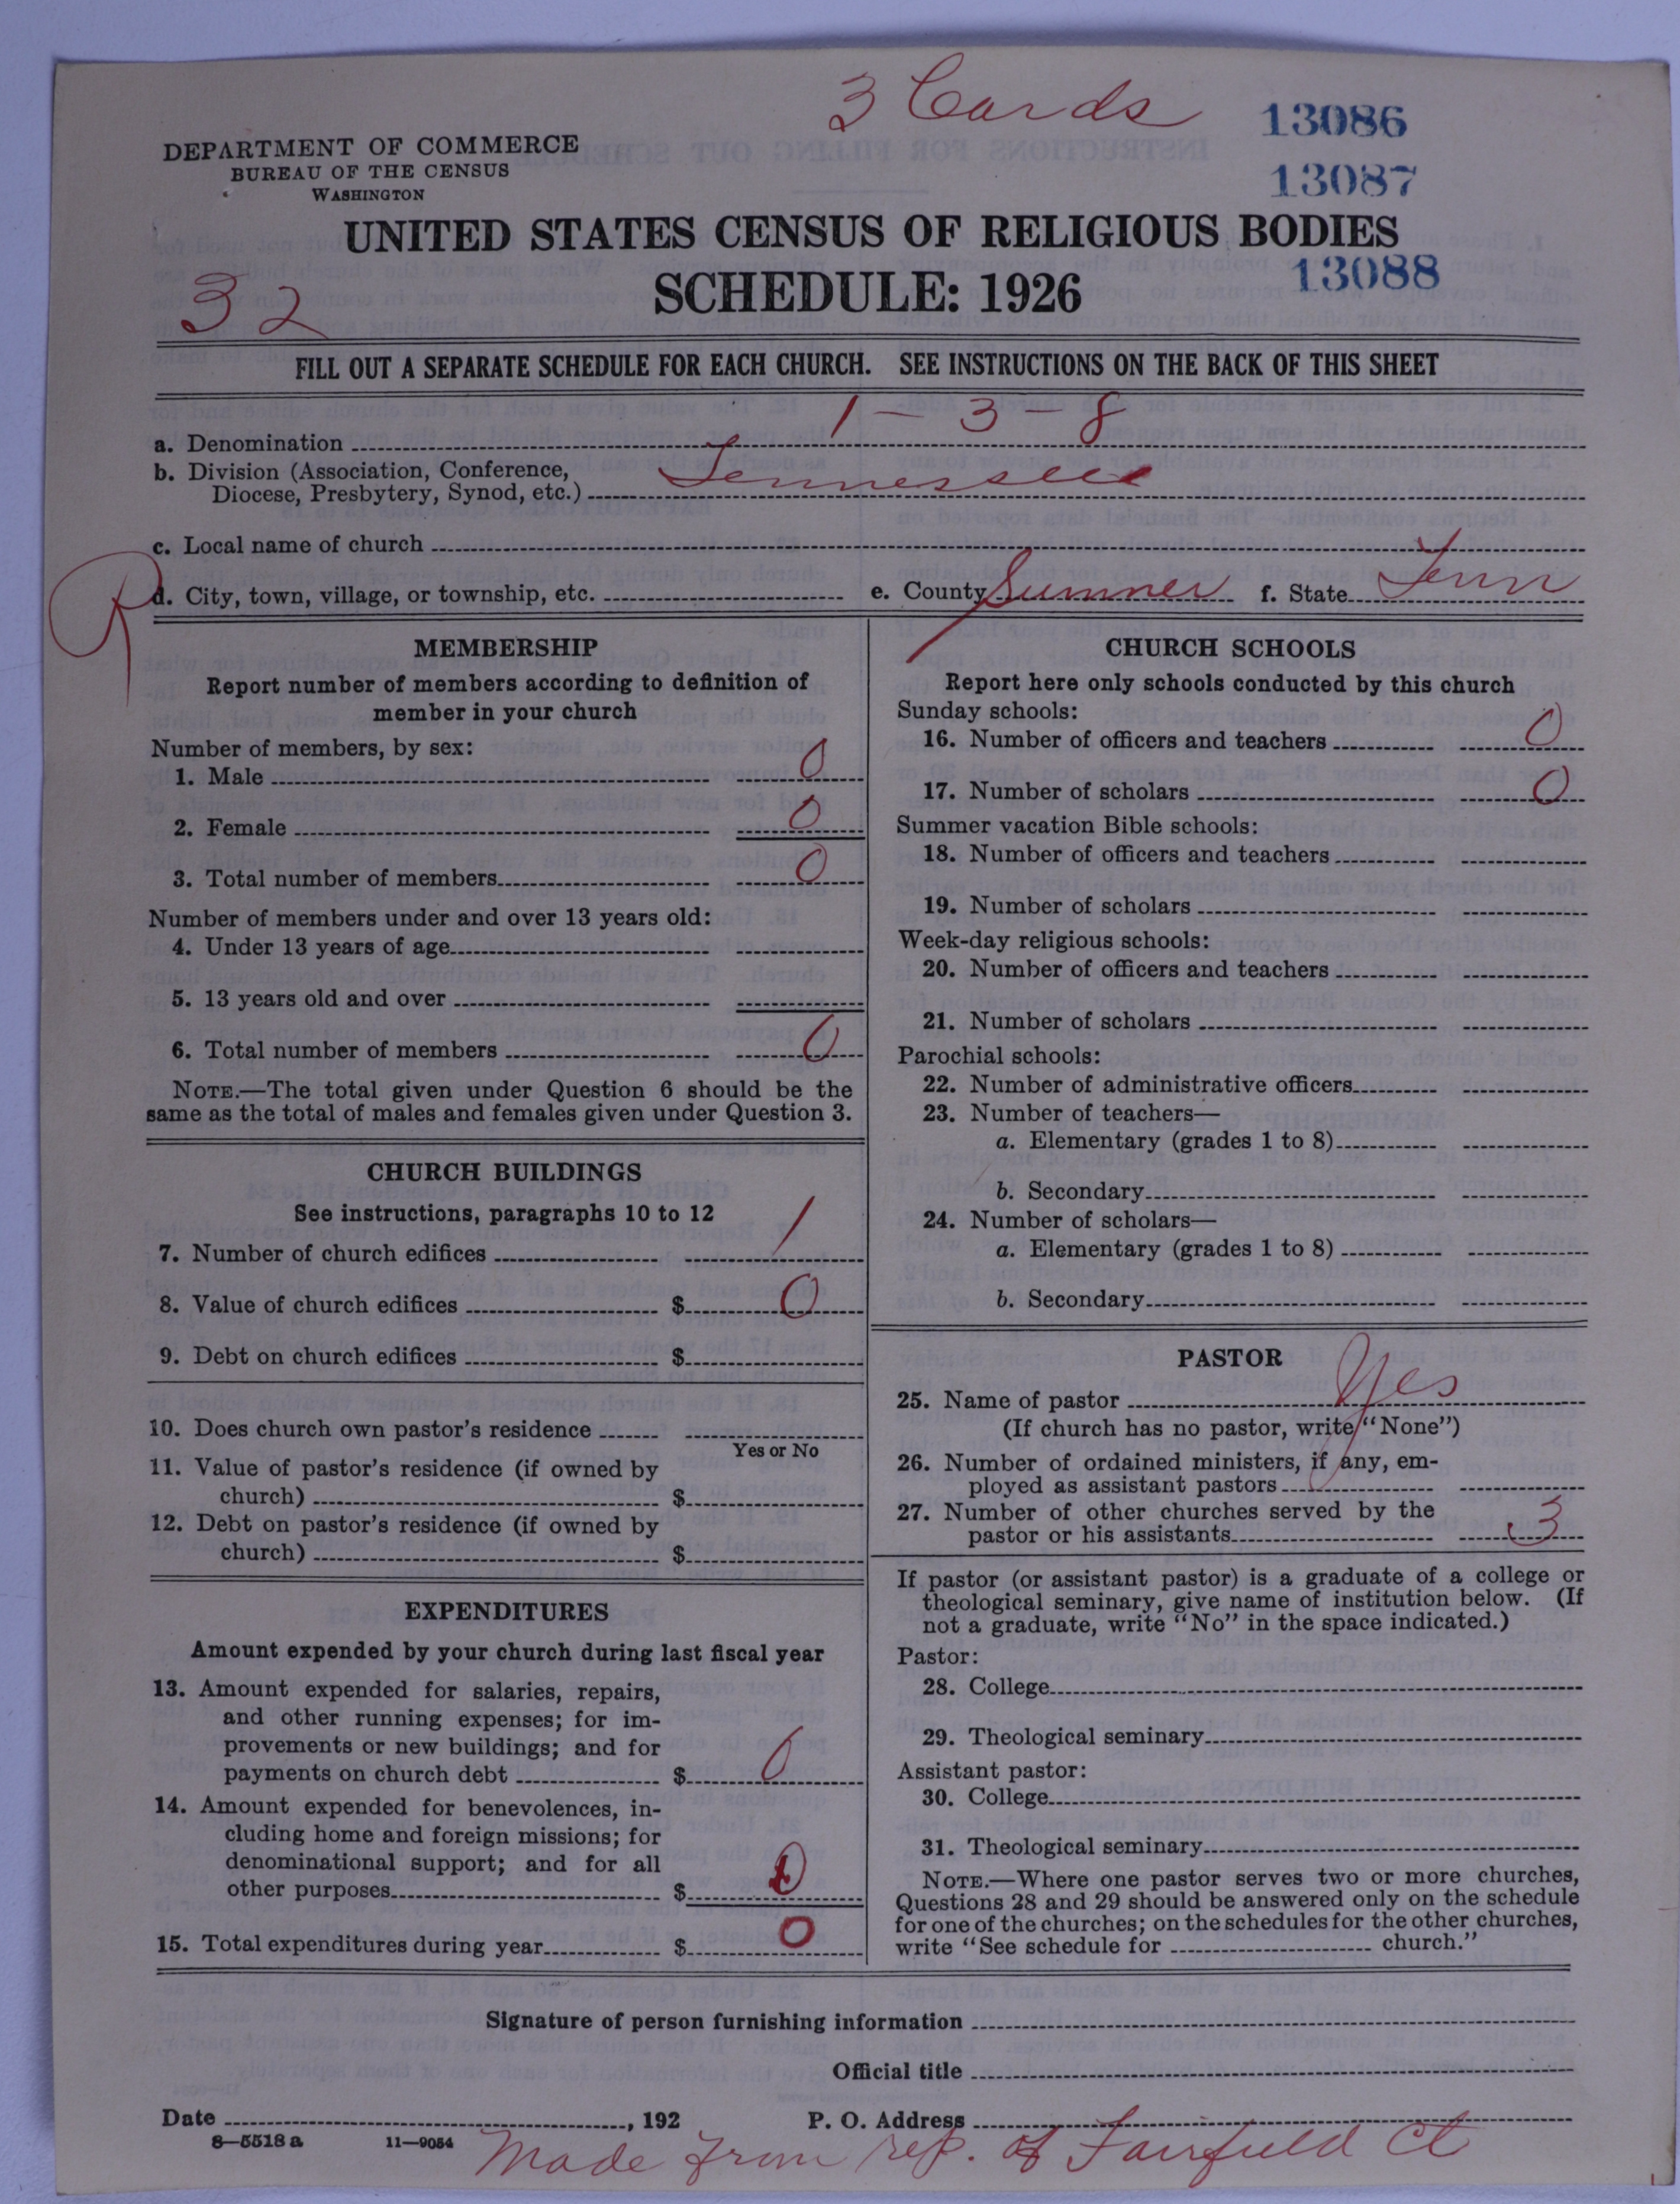 3 Cards
13086
DEPARTMENT OF COMMERCE
BUREAU OF THE CENSUS
WASHINGTON
13087
UNITED STATES CENSUS OF RELIGIOUS BODIES
SCHEDULE: 1926
13088
32
FILL OUT A SEPARATE SCHEDULE FOR EACH CHURCH. SEE INSTRUCTIONS ON THE BACK OF THIS SHEET
a. Denomination 1-3-8
b. Division (Association, Conference,
Diocese, Presbytery, Synod, etc.) Tennessee
c. Local name of church
R
d. City, town, village, or township, etc. e. County Sumner f. State Tenn
MEMBERSHIP
Report number of members according to definition of
member in your church
Number of members, by sex:
1. Male 0
2. Female 0
3. Total number of members 0
Number of members under and over 13 years old:
4. Under 13 years of age
5. 13 years old and over
6. Total number of members 0
NOTE.—The total given under Question 6 should be the
same as the total of males and females given under Question 3.
CHURCH BUILDINGS
See instructions, paragraphs 10 to 12
7. Number of church edifices 1
8. Value of church edifices $ 0
9. Debt on church edifices $
10. Does church own pastor's residence
Yes or No
11. Value of pastor's residence (if owned by
church) $
12. Debt on pastor's residence (if owned by
church) $
EXPENDITURES
Amount expended by your church during last fiscal year
13. Amount expended for salaries, repairs,
and other running expenses; for im-
provements or new buildings; and for
payments on church debt $ 0
14. Amount expended for benevolences, in-
cluding home and foreign missions; for
denominational support; and for all
other purposes $ 0
15. Total expenditures during year $ 0
CHURCH SCHOOLS
Report here only schools conducted by this church
Sunday schools:
16. Number of officers and teachers 0
17. Number of scholars 0
Summer vacation Bible schools:
18. Number of officers and teachers
19. Number of scholars
Week-day religious schools:
20. Number of officers and teachers
21. Number of scholars
Parochial schools:
22. Number of administrative officers
23. Number of teachers—
a. Elementary (grades 1 to 8)
b. Secondary
24. Number of scholars—
a. Elementary (grades 1 to 8)
b. Secondary
PASTOR
25. Name of pastor Yes
(If church has no pastor, write "None")
26. Number of ordained ministers, if any, em-
ployed as assistant pastors
27. Number of other churches served by the
pastor or his assistants 3
If pastor (or assistant pastor) is a graduate of a college or
theological seminary, give name of institution below. (If
not a graduate, write "No" in the space indicated.)
Pastor:
28. College
29. Theological seminary
Assistant pastor:
30. College
31. Theological seminary
NOTE.—Where one pastor serves two or more churches,
Questions 28 and 29 should be answered only on the schedule
for one of the churches; on the schedules for the other churches,
write "See schedule for church."
Signature of person furnishing information
Official title
Date , 192 P. O. Address
8—5518 a 11—9054
Made from rep. of Fairfield Ct